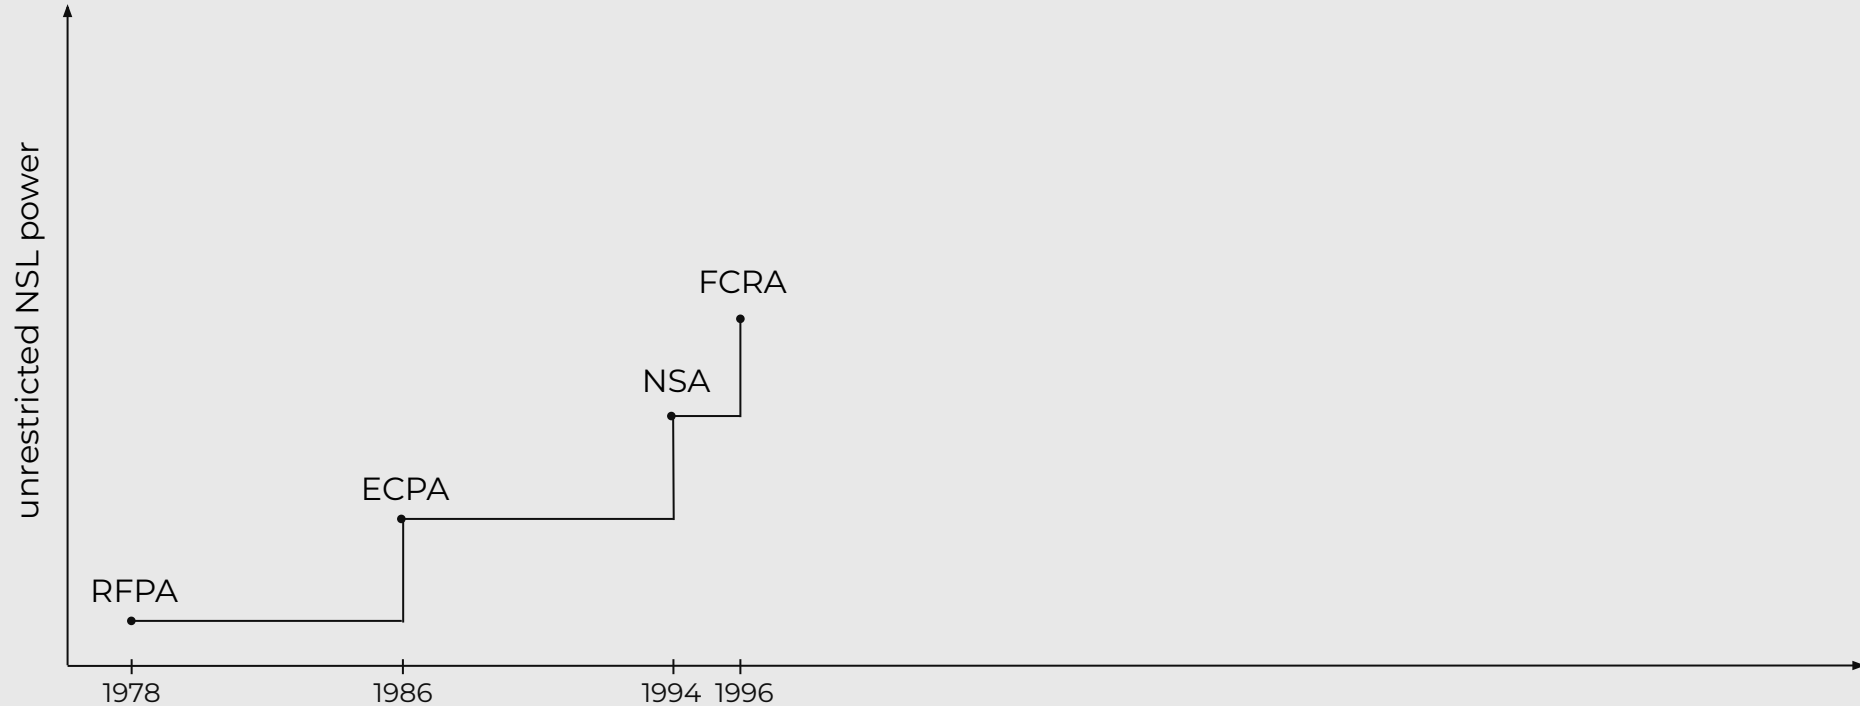 unrestricted NSL power
FCRA
NSA
ECPA
RFPA
1978
1986
1994
1996